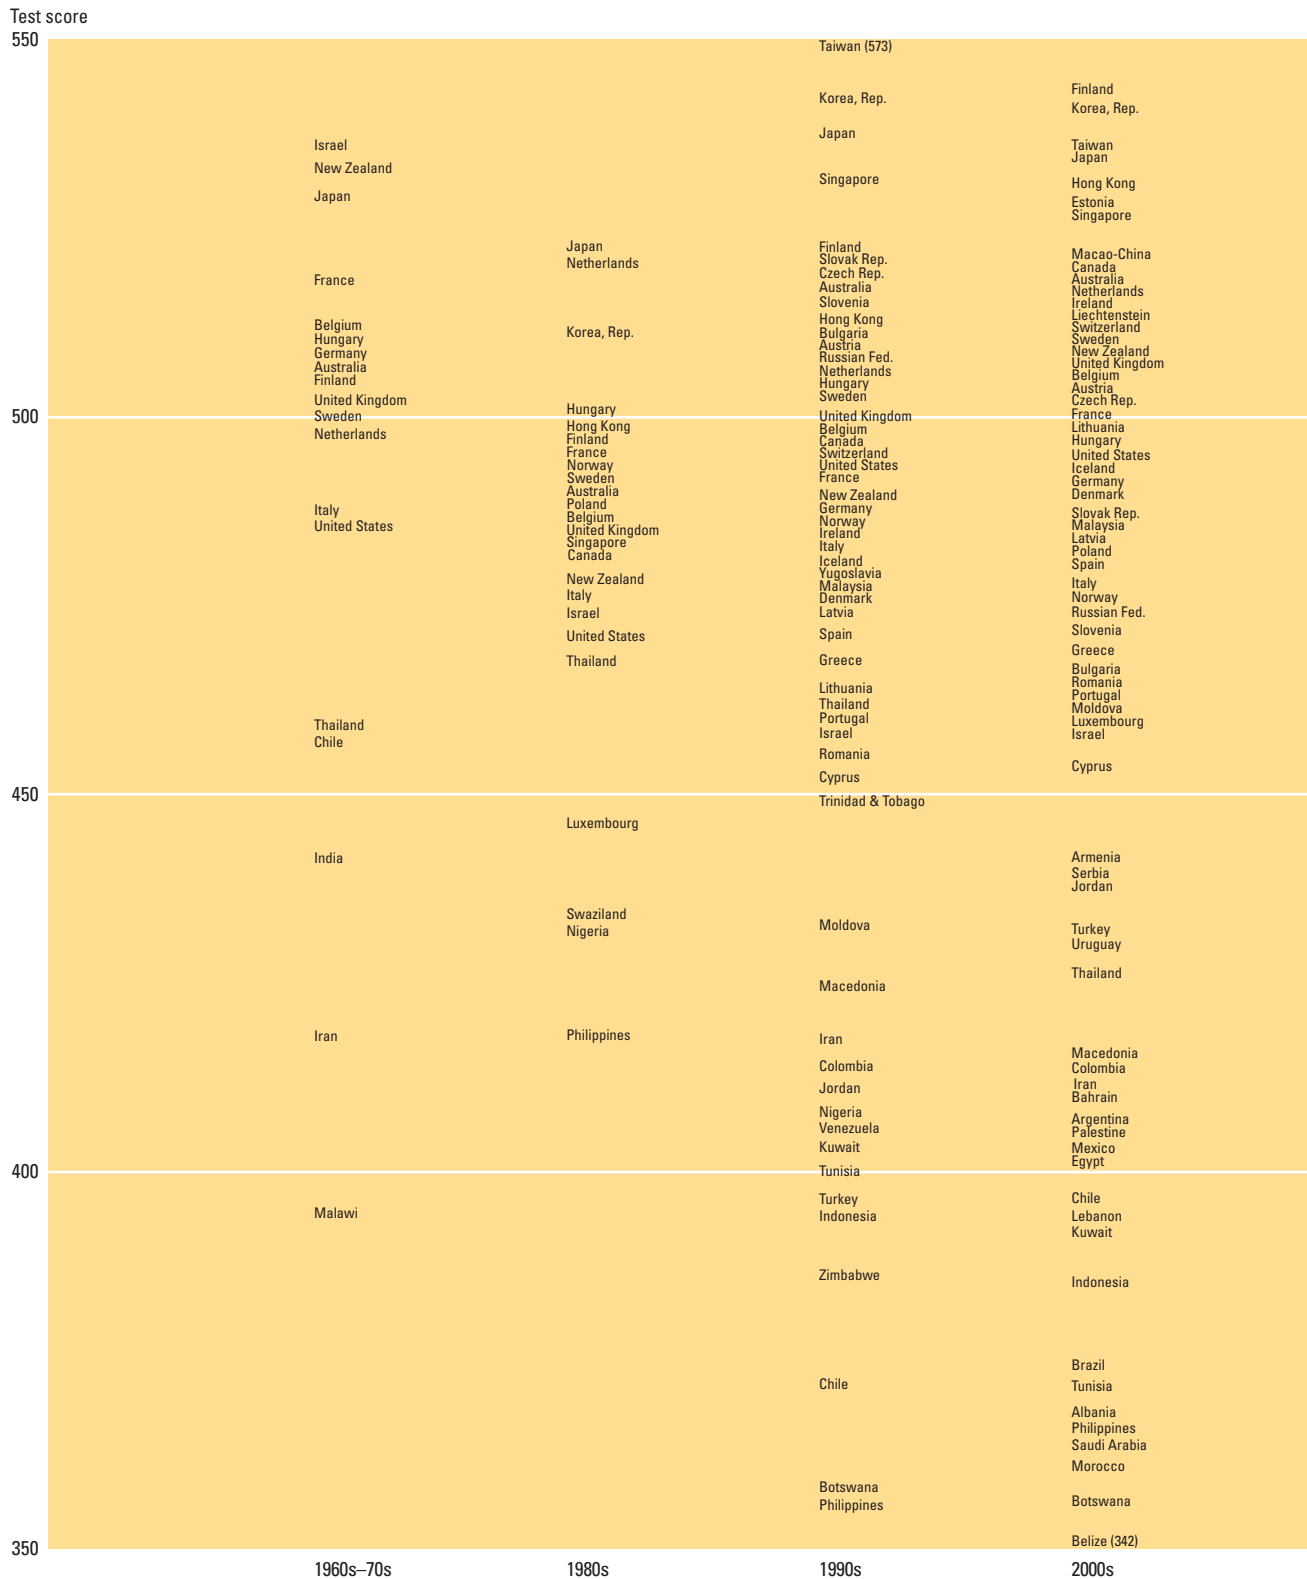 Test score
550
Taiwan (573)
Finland
Korea, Rep.
Korea, Rep.
Japan
Israel
Taiwan
Japan
New Zealand
Singapore
Hong Kong
Japan
Estonia
Singapore
Japan
Finland
Macao-China
Netherlands
Slovak Rep.
Canada
France
Czech Rep.
Australia
Australia
Netherlands
Slovenia
Ireland
Belgium
Hong Kong
Liechtenstein
Hungary
Korea, Rep.
Bulgaria
Switzerland
Germany
Austria
Sweden
Australia
Russian Fed.
New Zealand
Finland
Netherlands
United Kingdom
Hungary
Belgium
United Kingdom
Sweden
Austria
Czech Rep.
500
Sweden
Hungary
United Kingdom
France
Netherlands
Hong Kong
Belgium
Lithuania
Finland
Canada
Hungary
France
Switzerland
United States
Norway
United States
Iceland
Sweden
France
Germany
Australia
New Zealand
Denmark
Italy
Poland
Germany
Slovak Rep.
United States
Belgium
Norway
Malaysia
United Kingdom
Ireland
Latvia
Singapore
Italy
Poland
Canada
Iceland
Spain
New Zealand
Yugoslavia
Italy
Italy
Malaysia
Norway
Israel
Denmark
Russian Fed.
Latvia
United States
Spain
Slovenia
Thailand
Greece
Greece
Lithuania
Bulgaria
Thailand
Romania
Portugal
Portugal
Thailand
Israel
Moldova
Chile
Romania
Luxembourg
Cyprus
Israel
Cyprus
450
Trinidad & Tobago
Luxembourg
India
Armenia
Serbia
Jordan
Swaziland
Moldova
Turkey
Nigeria
Uruguay
Macedonia
Thailand
Iran
Philippines
Iran
Macedonia
Colombia
Colombia
Jordan
Iran
Bahrain
Nigeria
Argentina
Venezuela
Palestine
Kuwait
Mexico
Egypt
400
Tunisia
Malawi
Turkey
Chile
Indonesia
Lebanon
Kuwait
Zimbabwe
Indonesia
Brazil
Chile
Tunisia
Albania
Philippines
Saudi Arabia
Morocco
Botswana
Botswana
Philippines
Belize (342)
350
1960s–70s 1980s 1990s 2000s